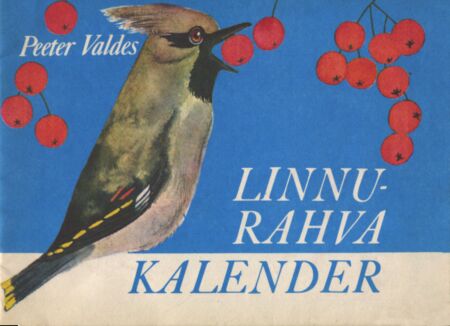 Peeter Valdes
LINNU-
RAHVA
KALENDER